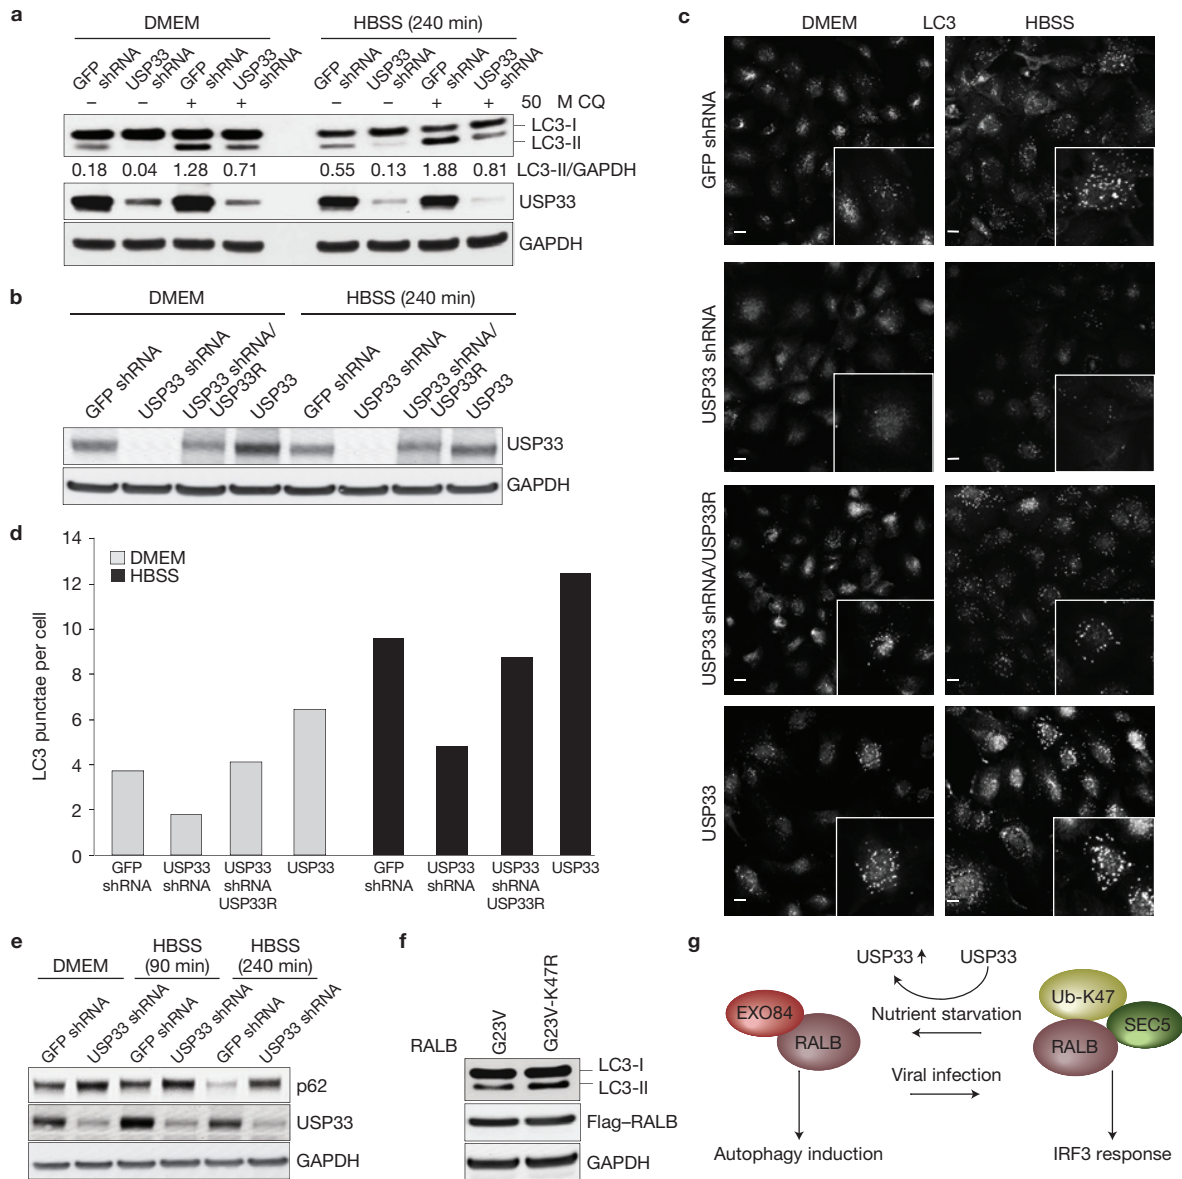 a
DMEM
HBSS (240 min)
GFP shRNA
USP33 shRNA
GFP shRNA
USP33 shRNA
GFP shRNA
USP33 shRNA
GFP shRNA
USP33 shRNA
– – + + – – + + 50 M CQ
LC3-I
LC3-II
0.18 0.04 1.28 0.71 0.55 0.13 1.88 0.81 LC3-II/GAPDH
USP33
GAPDH
b
DMEM
HBSS (240 min)
GFP shRNA
USP33 shRNA
USP33 shRNA/
USP33R
USP33
GFP shRNA
USP33 shRNA
USP33 shRNA/
USP33R
USP33
USP33
GAPDH
c
DMEM LC3 HBSS
GFP shRNA
USP33 shRNA
USP33 shRNA/USP33R
USP33
d
LC3 punctae per cell
14
12
10
8
6
4
2
0
DMEM
HBSS
GFP shRNA
USP33 shRNA
USP33 shRNA USP33R
USP33
GFP shRNA
USP33 shRNA
USP33 shRNA USP33R
USP33
e
DMEM
HBSS (90 min)
HBSS (240 min)
GFP shRNA
USP33 shRNA
GFP shRNA
USP33 shRNA
GFP shRNA
USP33 shRNA
p62
USP33
GAPDH
f
RALB
G23V
G23V-K47R
LC3-I
LC3-II
Flag–RALB
GAPDH
g
USP33 USP33
EXO84
RALB
Nutrient starvation
Viral infection
Ub-K47
SEC5
RALB
Autophagy induction
IRF3 response